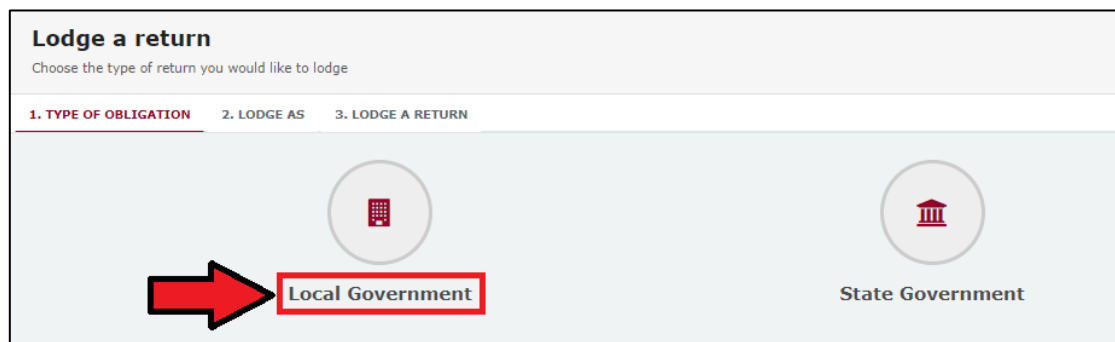 Lodge a return
Choose the type of return you would like to lodge
1. TYPE OF OBLIGATION 2. LODGE AS 3. LODGE A RETURN
Local Government State Government